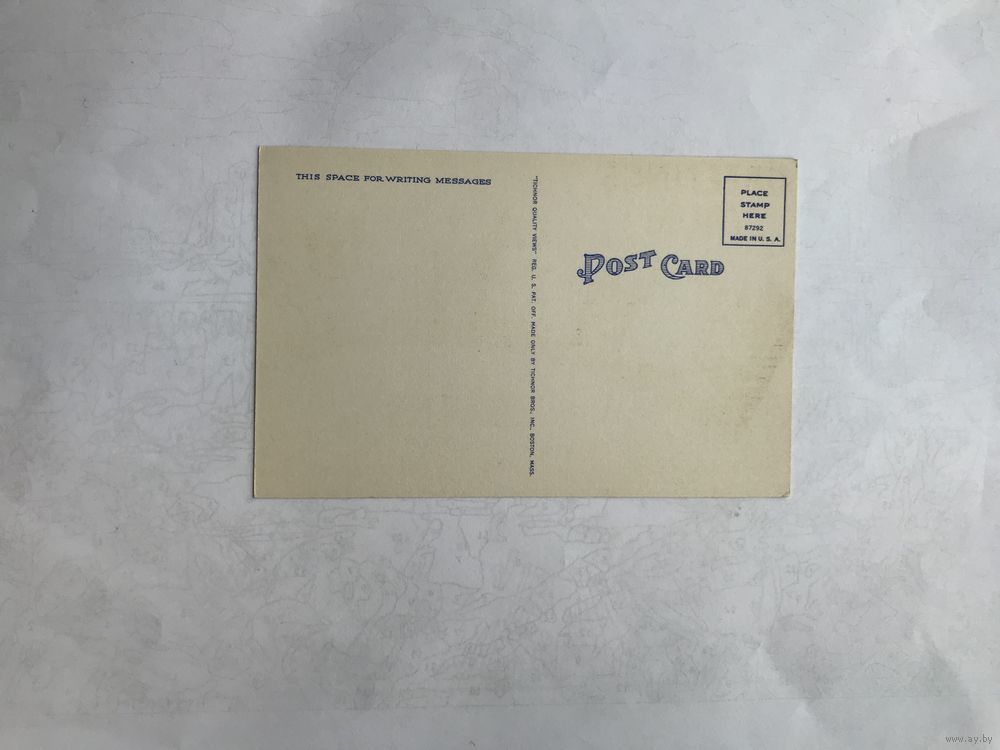 THIS SPACE FOR WRITING MESSAGES
"TICHNOR QUALITY VIEWS" REG. U. S. PAT. OFF. MADE ONLY BY TICHNOR BROS., INC., BOSTON, MASS.
PLACE
STAMP
HERE
87292
MADE IN U. S. A.
POST CARD
www.ay.by